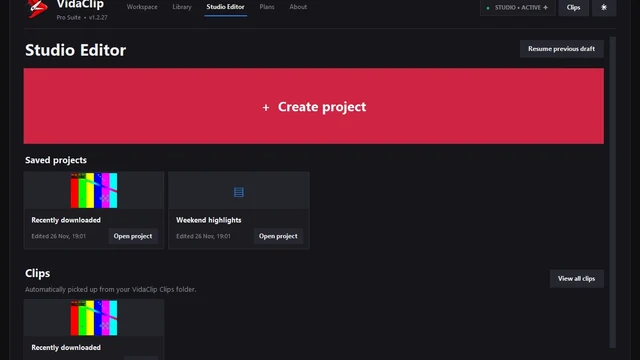 VidaClip
Pro Suite • v1.2.27
Workspace
Library
Studio Editor
Plans
About
STUDIO • ACTIVE
Clips
Studio Editor
Resume previous draft
+ Create project
Saved projects
Recently downloaded
Edited 26 Nov, 19:01
Open project
Weekend highlights
Edited 26 Nov, 19:01
Open project
Clips
View all clips
Automatically picked up from your VidaClip Clips folder.
Recently downloaded